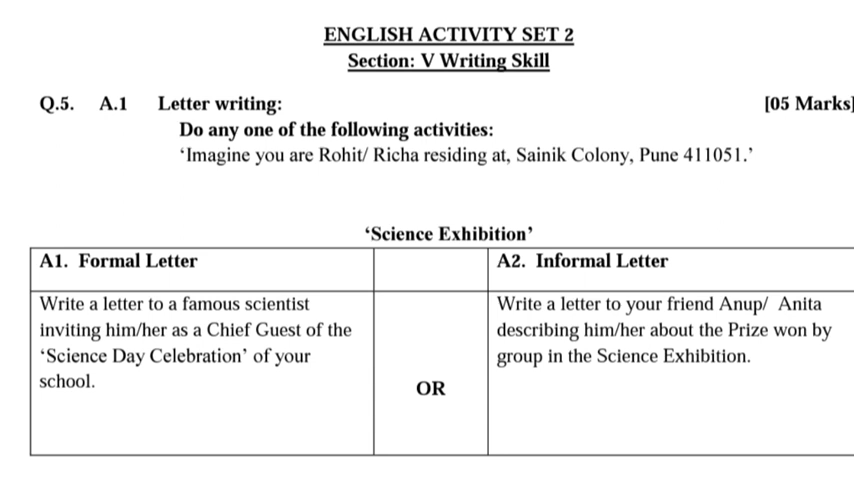 ENGLISH ACTIVITY SET 2
Section: V Writing Skill
Q.5. A.1 Letter writing: [05 Marks]
Do any one of the following activities:
‘Imagine you are Rohit/ Richa residing at, Sainik Colony, Pune 411051.’
‘Science Exhibition’
A1. Formal Letter
Write a letter to a famous scientist
inviting him/her as a Chief Guest of the
‘Science Day Celebration’ of your
school.
OR
A2. Informal Letter
Write a letter to your friend Anup/ Anita
describing him/her about the Prize won by
group in the Science Exhibition.